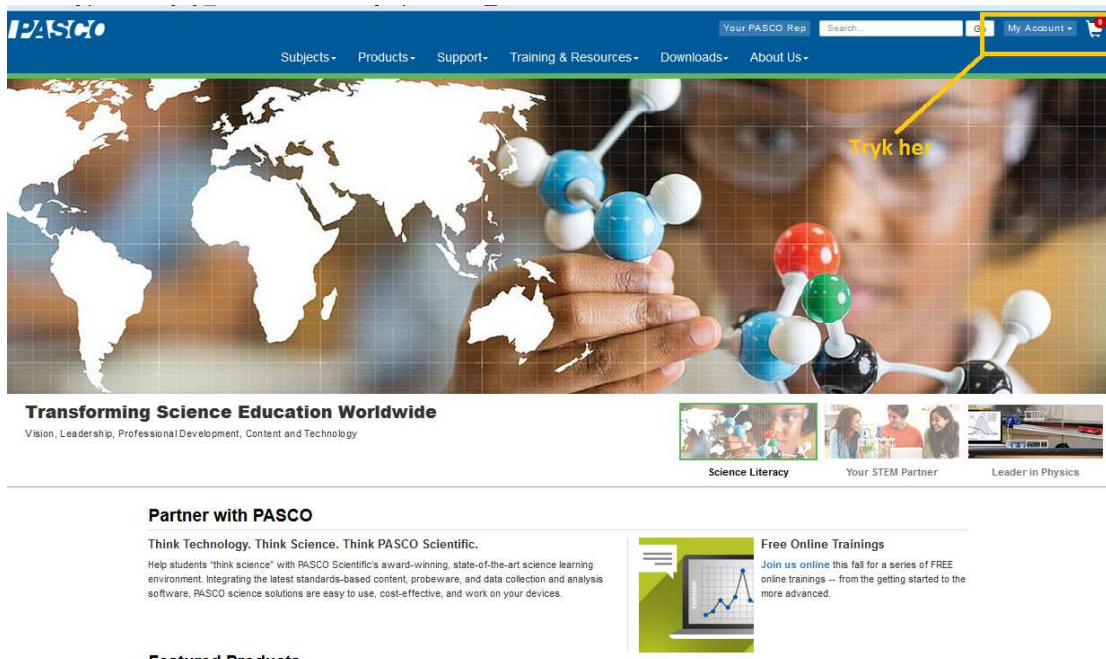 PASCO
Your PASCO Rep
Search...
My Account
0
Subjects
Products
Support
Training & Resources
Downloads
About Us
Tryk her
Transforming Science Education Worldwide
Vision, Leadership, Professional Development, Content and Technology
Science Literacy
Your STEM Partner
Leader in Physics
Partner with PASCO
Think Technology. Think Science. Think PASCO Scientific.
Help students “think science” with PASCO Scientific's award-winning, state-of-the-art science learning
environment. Integrating the latest standards-based content, probeware, and data collection and analysis
software, PASCO science solutions are easy to use, cost-effective, and work on your devices.
Free Online Trainings
Join us online this fall for a series of FREE
online trainings -- from the getting started to the
more advanced.